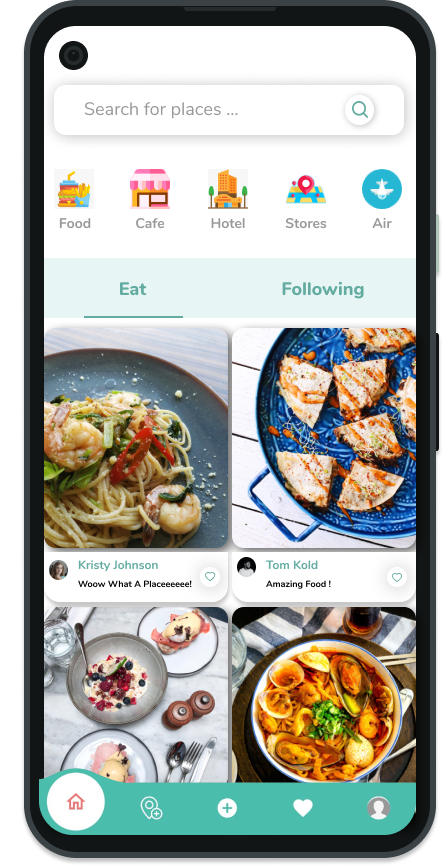 Search for places ...
Food Cafe Hotel Stores Air
Eat Following
Kristy Johnson
Woow What A Placeeeeee!
Tom Kold
Amazing Food !